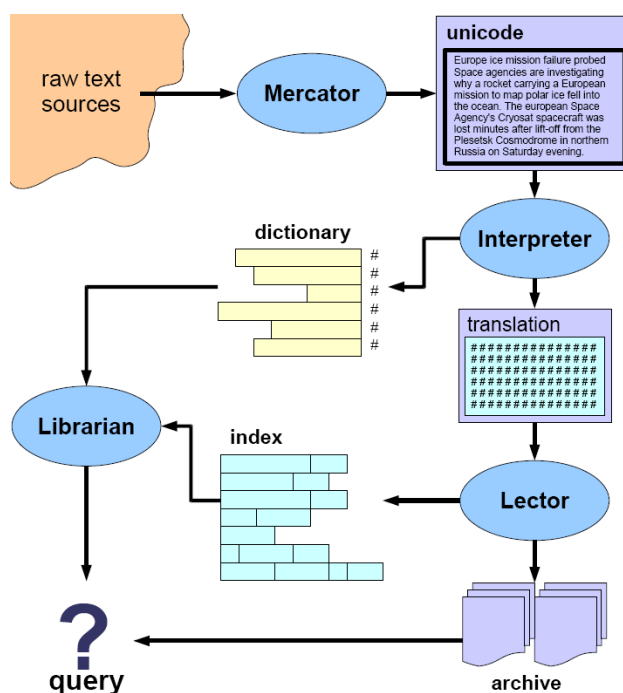 unicode
raw text
sources
Mercator
Europe ice mission failure probed
Space agencies are investigating
why a rocket carrying a European
mission to map polar ice fell into
the ocean. The european Space
Agency's Cryosat spacecraft was
lost minutes after lift-off from the
Plesetsk Cosmodrome in northern
Russia on Saturday evening.
dictionary
#
#
#
#
#
#
Interpreter
translation
###############
###############
###############
###############
###############
###############
Librarian
index
Lector
?
query
archive